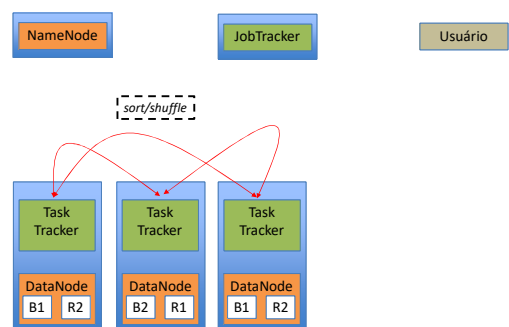 NameNode
JobTracker
Usuário
sort/shuffle
Task
Tracker
Task
Tracker
Task
Tracker
DataNode
DataNode
DataNode
B1
R2
B2
R1
B1
R2